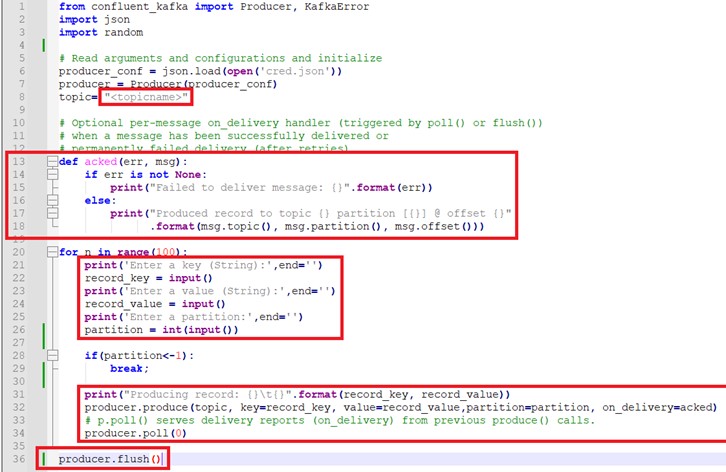 1 from confluent_kafka import Producer, KafkaError
2 import json
3 import random
4
5 # Read arguments and configurations and initialize
6 producer_conf = json.load(open('cred.json'))
7 producer = Producer(producer_conf)
8 topic= "<topicname>"
9
10 # Optional per-message on_delivery handler (triggered by poll() or flush())
11 # when a message has been successfully delivered or
12 # permanently failed delivery (after retries)
13 def acked(err, msg):
14     if err is not None:
15         print("Failed to deliver message: {}".format(err))
16     else:
17         print("Produced record to topic {} partition [{}] @ offset {}"
18               .format(msg.topic(), msg.partition(), msg.offset()))
19
20 for n in range(100):
21     print('Enter a key (String):',end='')
22     record_key = input()
23     print('Enter a value (String):',end='')
24     record_value = input()
25     print('Enter a partition:',end='')
26     partition = int(input())
27
28     if(partition<-1):
29         break;
30
31     print("Producing record: {}\t{}".format(record_key, record_value))
32     producer.produce(topic, key=record_key, value=record_value,partition=partition, on_delivery=acked)
33     # p.poll() serves delivery reports (on_delivery) from previous produce() calls.
34     producer.poll(0)
35
36 producer.flush()